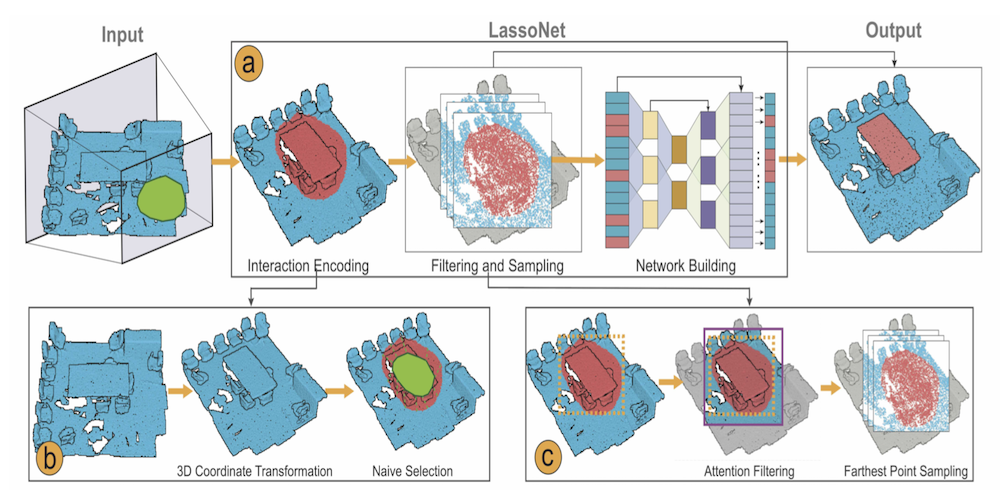 Input
LassoNet
Output
a
Interaction Encoding
Filtering and Sampling
Network Building
b
3D Coordinate Transformation
Naive Selection
c
Attention Filtering
Farthest Point Sampling